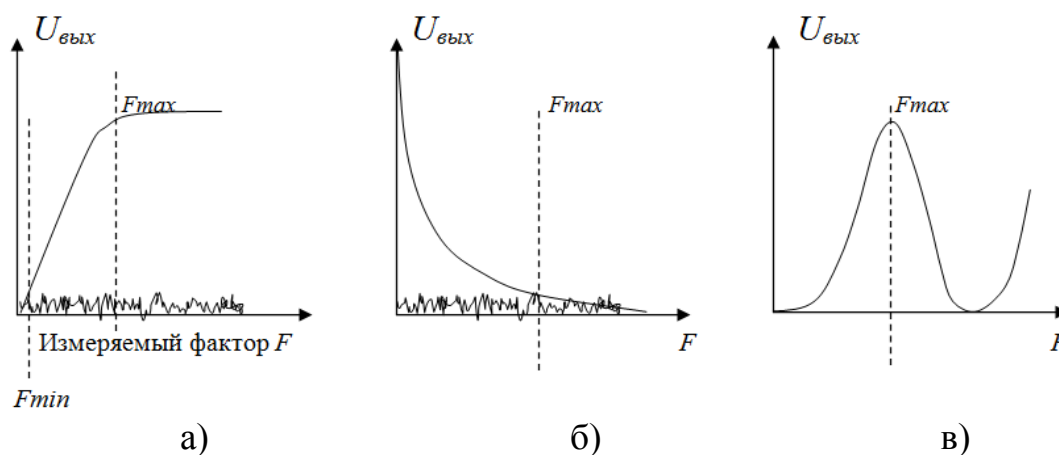 Uвых
Fmax
Измеряемый фактор F
Fmin
а)
Uвых
Fmax
F
б)
Uвых
Fmax
F
в)